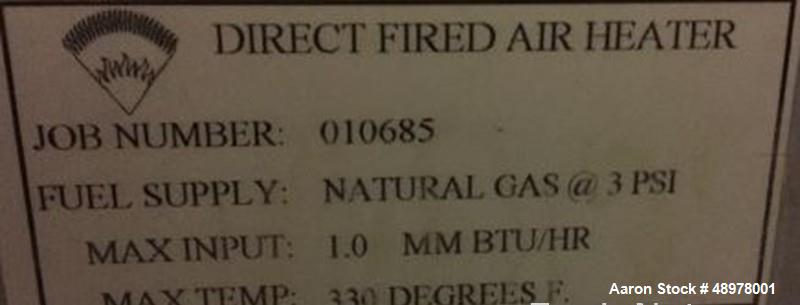 DIRECT FIRED AIR HEATER
JOB NUMBER: 010685
FUEL SUPPLY: NATURAL GAS @ 3 PSI
MAX INPUT: 1.0 MM BTU/HR
MAX TEMP: 330 DEGREES F.
Aaron Stock # 48978001